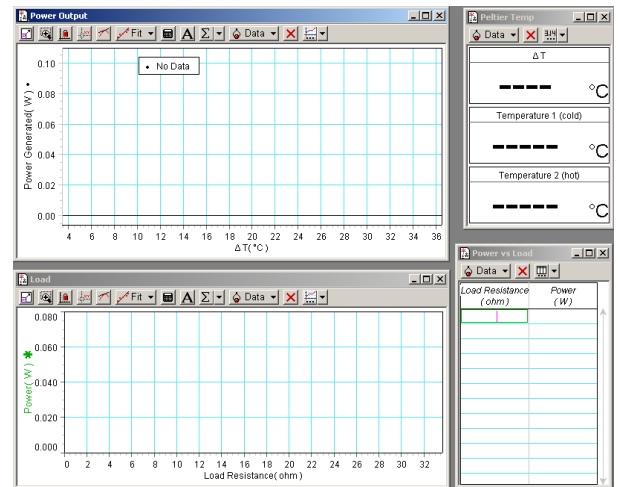 Power Output
Fit
A
Σ
Data
No Data
Power Generated( W )
0.10
0.08
0.06
0.04
0.02
0.00
4 6 8 10 12 14 16 18 20 22 24 26 28 30 32 34 36
Δ T( °C )
Peltier Temp
Data
3.14
Δ T
---- °C
Temperature 1 (cold)
----- °C
Temperature 2 (hot)
----- °C
Load
Fit
A
Σ
Data
Power( W )
0.080
0.060
0.040
0.020
0.000
0 2 4 6 8 10 12 14 16 18 20 22 24 26 28 30 32
Load Resistance( ohm )
Power vs Load
Data
Load Resistance Power
( ohm ) ( W )